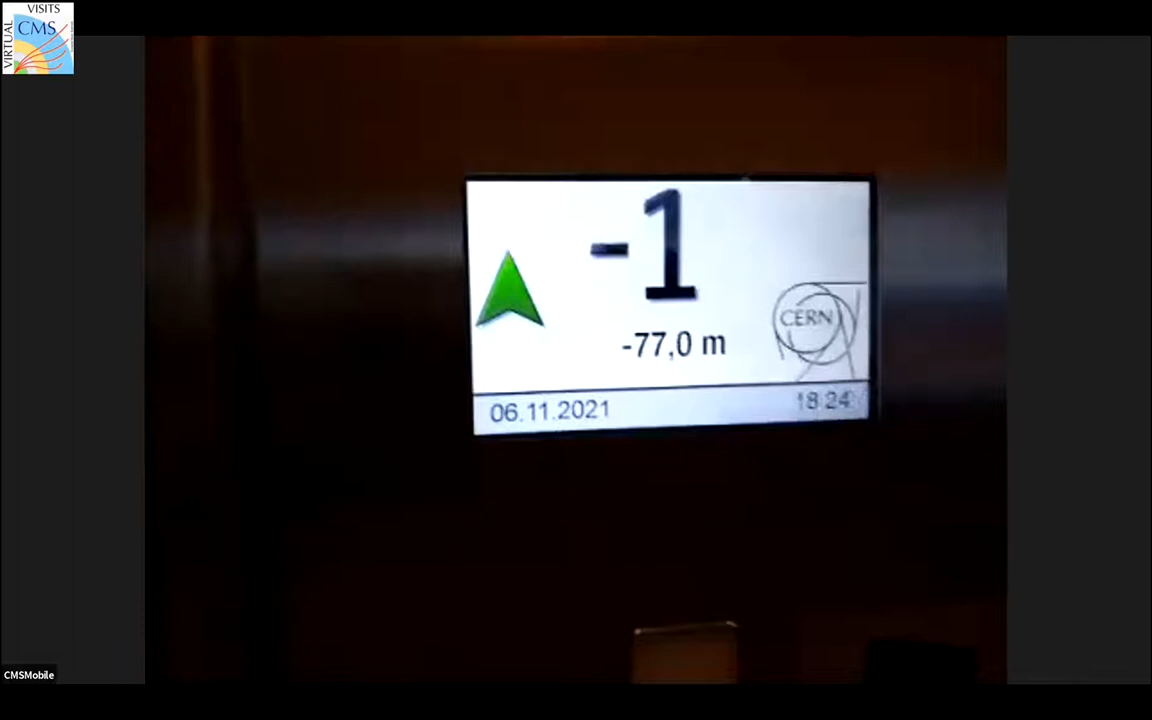 VISITS
VIRTUAL
CMS
-1
-77,0 m
CERN
06.11.2021
18:24
CMSMobile